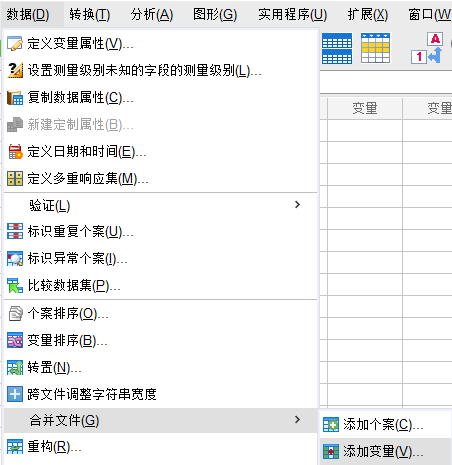 数据(D) 转换(T) 分析(A) 图形(G) 实用程序(U) 扩展(X) 窗口(W)
定义变量属性(V)...
设置测量级别未知的字段的测量级别(L)...
复制数据属性(C)...
新建定制属性(B)...
定义日期和时间(E)...
定义多重响应集(M)...
验证(L)
标识重复个案(U)...
标识异常个案(I)...
比较数据集(P)...
个案排序(O)...
变量排序(B)...
转置(N)...
跨文件调整字符串宽度
合并文件(G)
重构(R)...
添加个案(C)...
添加变量(V)...
A
1
变量 变量